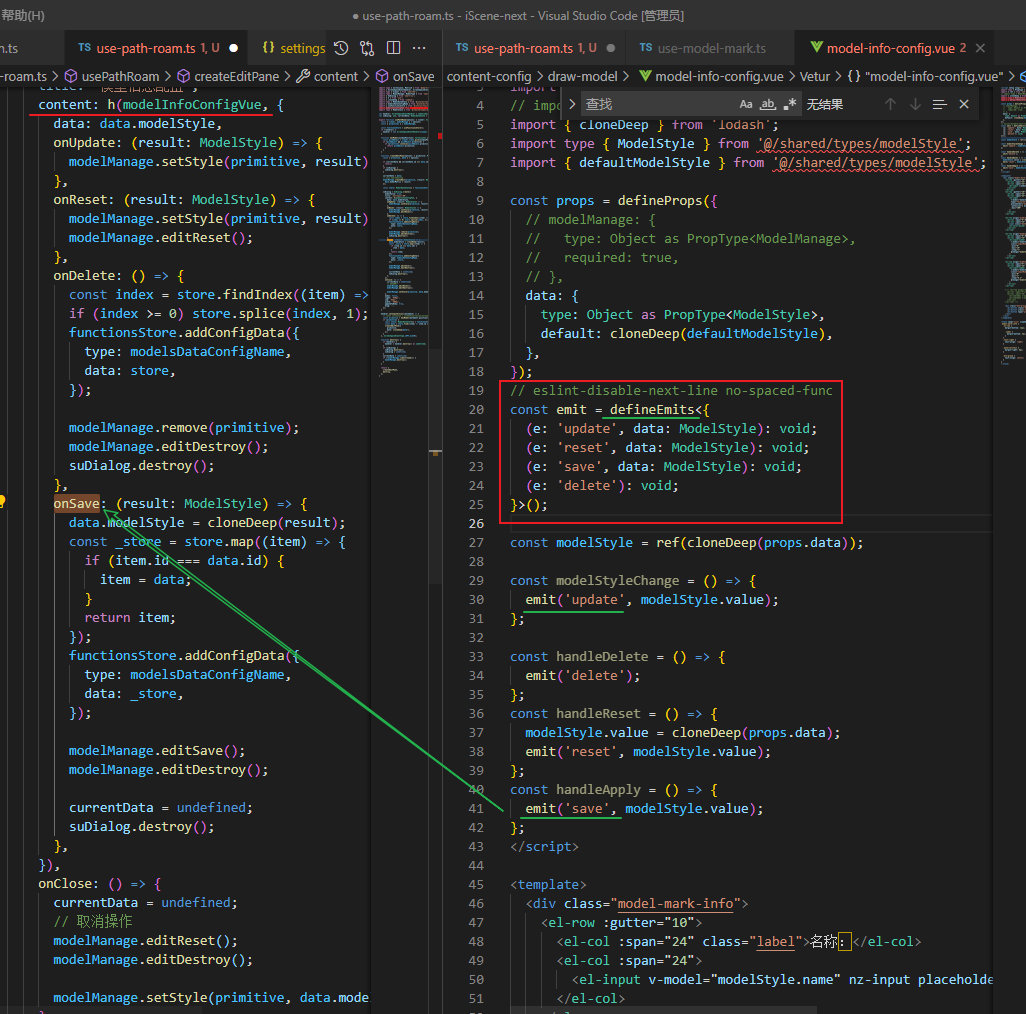 帮助(H)
● use-path-roam.ts - iScene-next - Visual Studio Code [管理员]
n.ts
TS use-path-roam.ts 1, U ●
{} settings
···
TS use-path-roam.ts 1, U ●
TS use-model-mark.ts
model-info-config.vue 2 ×
-roam.ts > usePathRoam > createEditPane > content > onSave
content-config > draw-model > model-info-config.vue > Vetur > {} "model-info-config.vue" >
content: h(modelInfoConfigVue, {
data: data.modelStyle,
onUpdate: (result: ModelStyle) => {
modelManage.setStyle(primitive, result)
},
onReset: (result: ModelStyle) => {
modelManage.setStyle(primitive, result)
modelManage.editReset();
},
onDelete: () => {
const index = store.findIndex((item) =>
if (index >= 0) store.splice(index, 1);
functionsStore.addConfigData({
type: modelsDataConfigName,
data: store,
});
modelManage.remove(primitive);
modelManage.editDestroy();
suDialog.destroy();
},
onSave: (result: ModelStyle) => {
data.modelStyle = cloneDeep(result);
const _store = store.map((item) => {
if (item.id === data.id) {
item = data;
}
return item;
});
functionsStore.addConfigData({
type: modelsDataConfigName,
data: _store,
});
modelManage.editSave();
modelManage.editDestroy();
currentData = undefined;
suDialog.destroy();
},
}),
onClose: () => {
currentData = undefined;
// 取消操作
modelManage.editReset();
modelManage.editDestroy();
modelManage.setStyle(primitive, data.mode
查找 Aa ab .* 无结果
3 import
4 // impo
5 import { cloneDeep } from 'lodash';
6 import type { ModelStyle } from '@/shared/types/modelStyle';
7 import { defaultModelStyle } from '@/shared/types/modelStyle';
8
9 const props = defineProps({
10 // modelManage: {
11 // type: Object as PropType<ModelManage>,
12 // required: true,
13 // },
14 data: {
15 type: Object as PropType<ModelStyle>,
16 default: cloneDeep(defaultModelStyle),
17 },
18 });
19 // eslint-disable-next-line no-spaced-func
20 const emit = defineEmits<{
21 (e: 'update', data: ModelStyle): void;
22 (e: 'reset', data: ModelStyle): void;
23 (e: 'save', data: ModelStyle): void;
24 (e: 'delete'): void;
25 }>();
26
27 const modelStyle = ref(cloneDeep(props.data));
28
29 const modelStyleChange = () => {
30 emit('update', modelStyle.value);
31 };
32
33 const handleDelete = () => {
34 emit('delete');
35 };
36 const handleReset = () => {
37 modelStyle.value = cloneDeep(props.data);
38 emit('reset', modelStyle.value);
39 };
40 const handleApply = () => {
41 emit('save', modelStyle.value);
42 };
43 </script>
44
45 <template>
46 <div class="model-mark-info">
47 <el-row :gutter="10">
48 <el-col :span="24" class="label">名称：</el-col>
49 <el-col :span="24">
50 <el-input v-model="modelStyle.name" nz-input placeholde
51 </el-col>